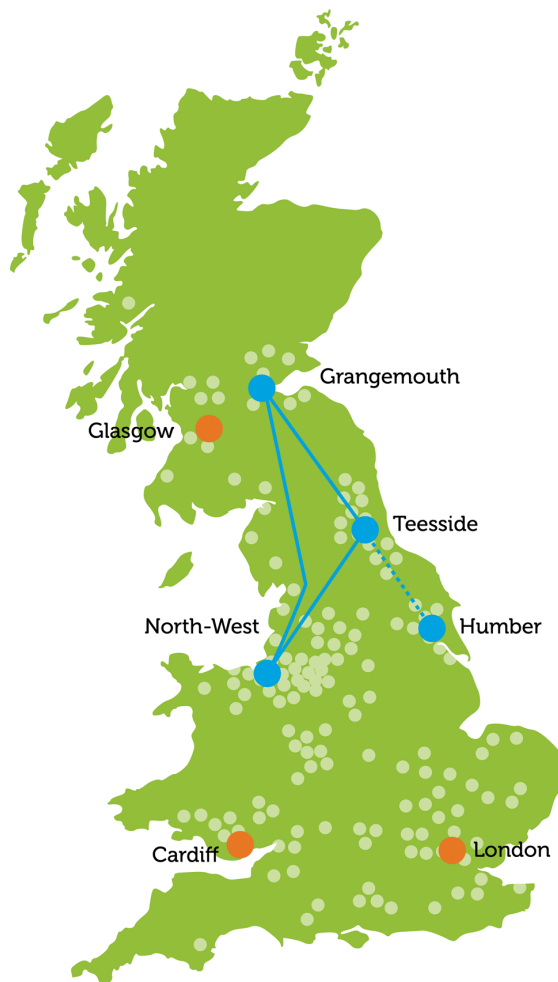 Grangemouth
Glasgow
Teesside
North-West
Humber
Cardiff
London